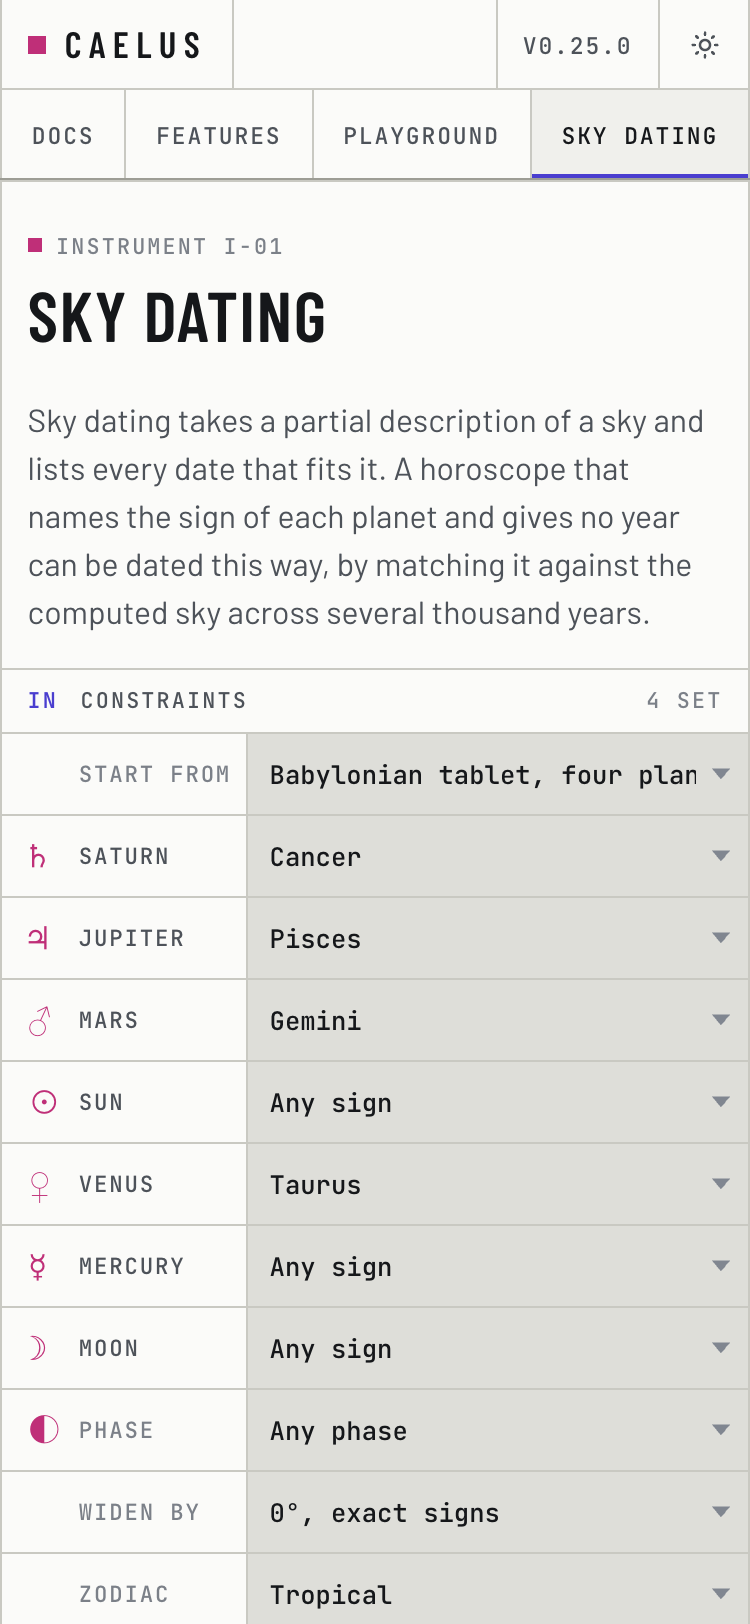 CAELUS
V0.25.0
DOCS FEATURES PLAYGROUND SKY DATING
INSTRUMENT I-01
SKY DATING
Sky dating takes a partial description of a sky and
lists every date that fits it. A horoscope that
names the sign of each planet and gives no year
can be dated this way, by matching it against the
computed sky across several thousand years.
IN CONSTRAINTS 4 SET
START FROM Babylonian tablet, four plan
♄ SATURN Cancer
♃ JUPITER Pisces
♂ MARS Gemini
☉ SUN Any sign
♀ VENUS Taurus
☿ MERCURY Any sign
☽ MOON Any sign
PHASE Any phase
WIDEN BY 0°, exact signs
ZODIAC Tropical